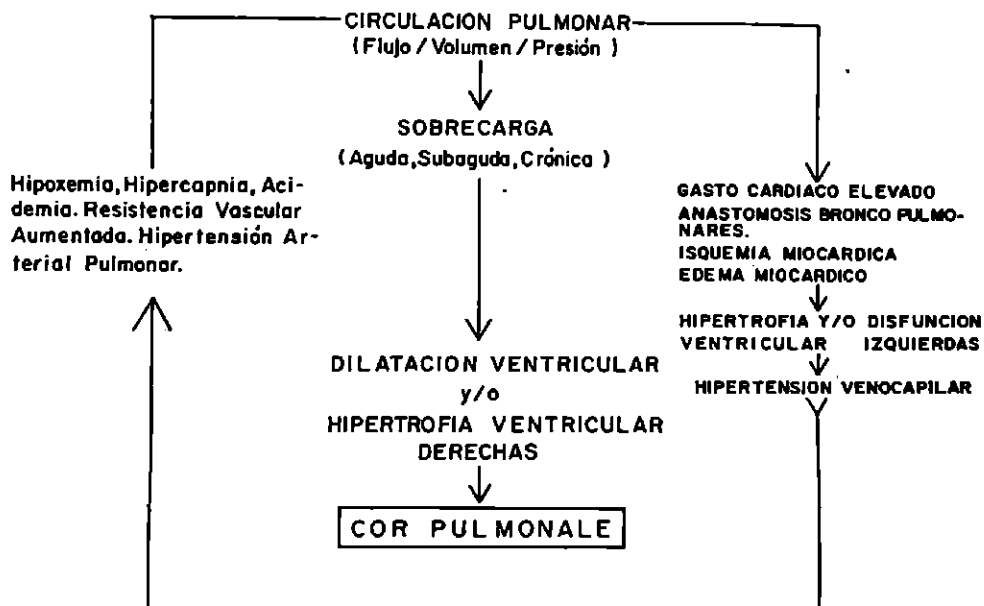 CIRCULACION PULMONAR
(Flujo / Volumen / Presión )
SOBRECARGA
(Aguda, Subaguda, Crónica )
Hipoxemia, Hipercapnia, Aci-
demia. Resistencia Vascular
Aumentada. Hipertensión Ar-
terial Pulmonar.
GASTO CARDIACO ELEVADO
ANASTOMOSIS BRONCO PULMO-
NARES.
ISQUEMIA MIOCARDICA
EDEMA MIOCARDICO
HIPERTROFIA Y/O DISFUNCION
VENTRICULAR IZQUIERDAS
HIPERTENSION VENOCAPILAR
DILATACION VENTRICULAR
y/o
HIPERTROFIA VENTRICULAR
DERECHAS
COR PULMONALE